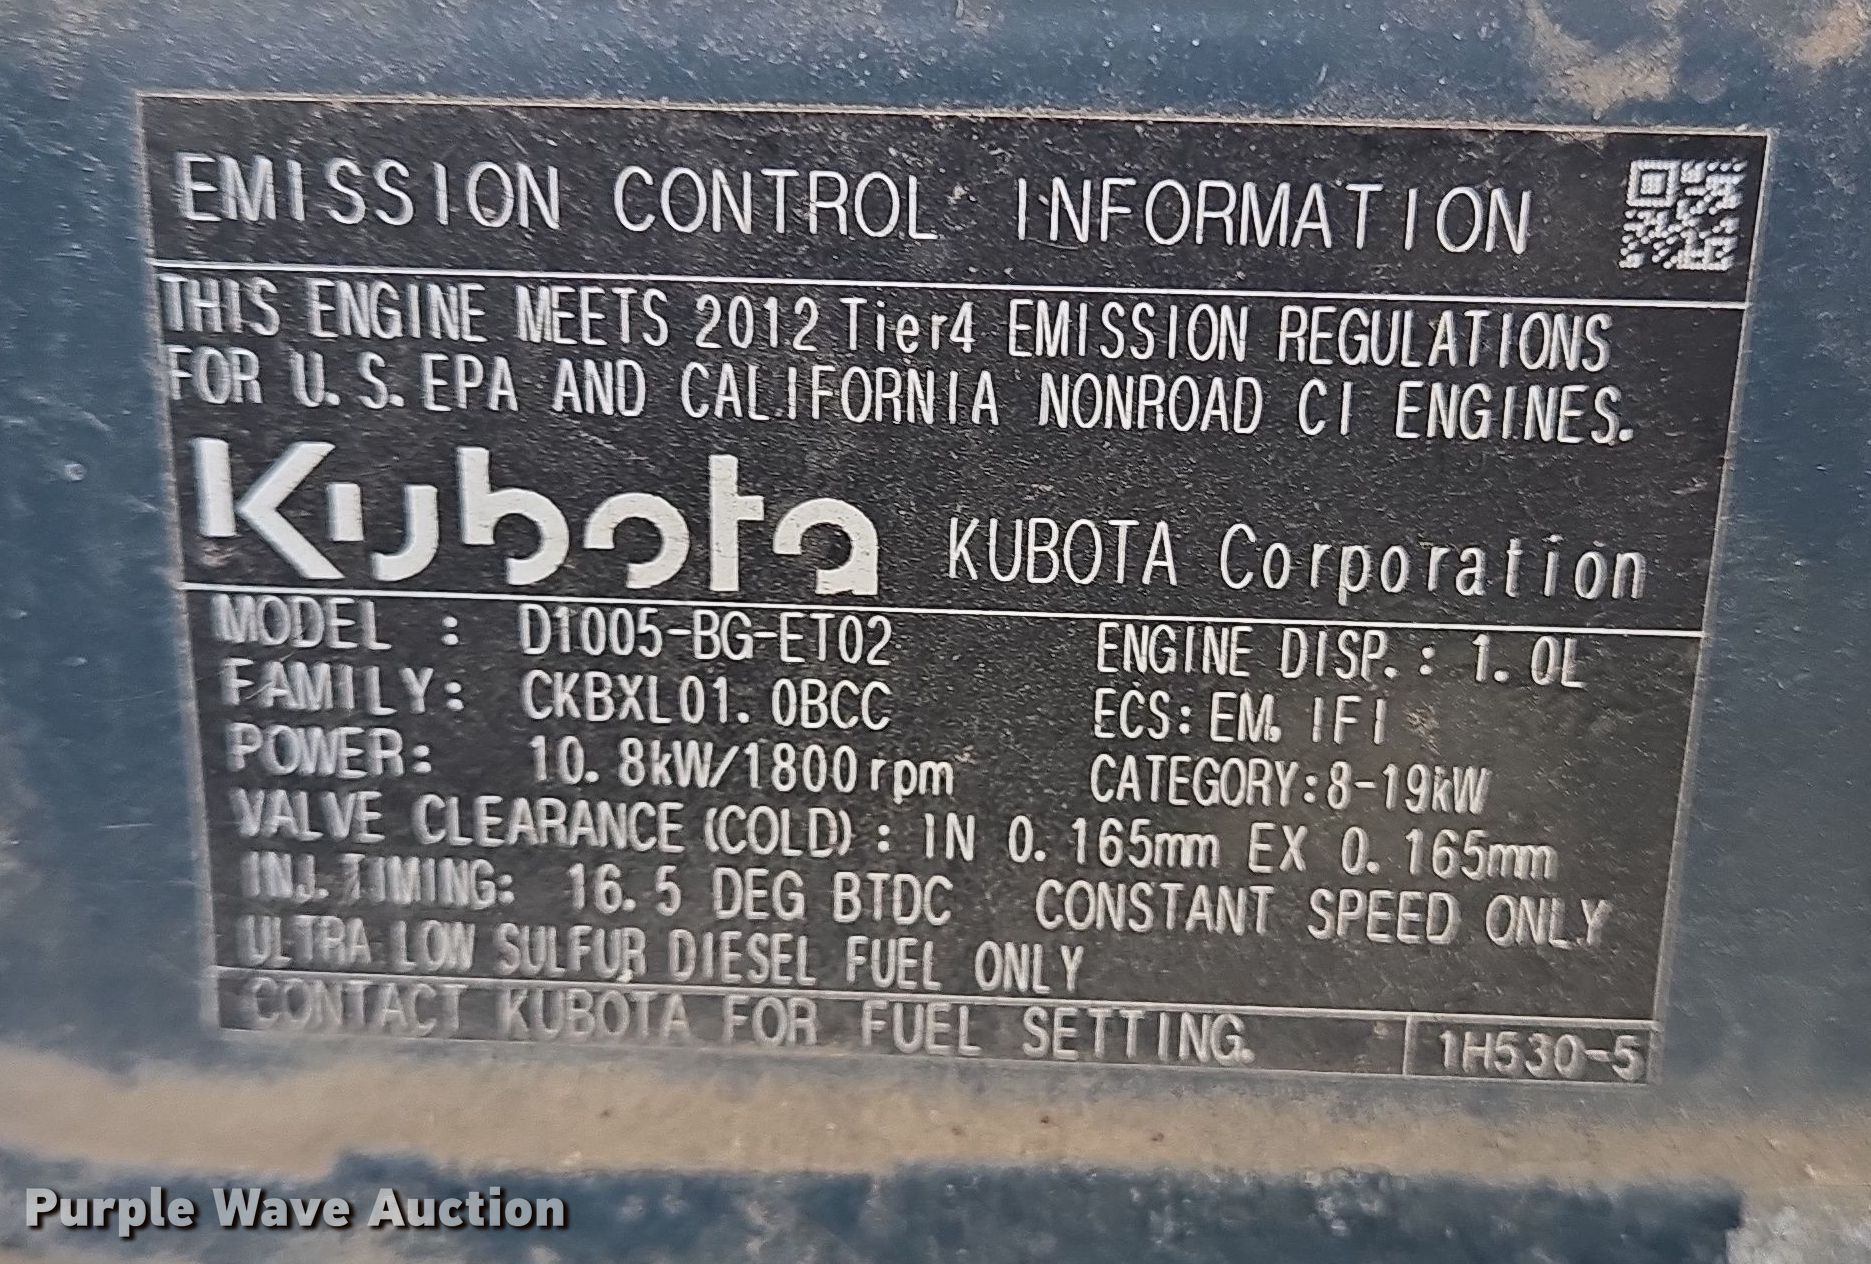 EMISSION CONTROL INFORMATION
THIS ENGINE MEETS 2012 Tier4 EMISSION REGULATIONS
FOR U.S. EPA AND CALIFORNIA NONROAD CI ENGINES.
Kubota KUBOTA Corporation
MODEL : D1005-BG-ET02 ENGINE DISP.: 1.0L
FAMILY: CKBXL01.0BCC ECS: EM, IFI
POWER: 10.8kW/1800rpm CATEGORY:8-19kW
VALVE CLEARANCE (COLD) : IN 0.165mm EX 0.165mm
INJ.TIMING: 16.5 DEG BTDC CONSTANT SPEED ONLY
ULTRA LOW SULFUR DIESEL FUEL ONLY
CONTACT KUBOTA FOR FUEL SETTING. 1H530-5
Purple Wave Auction